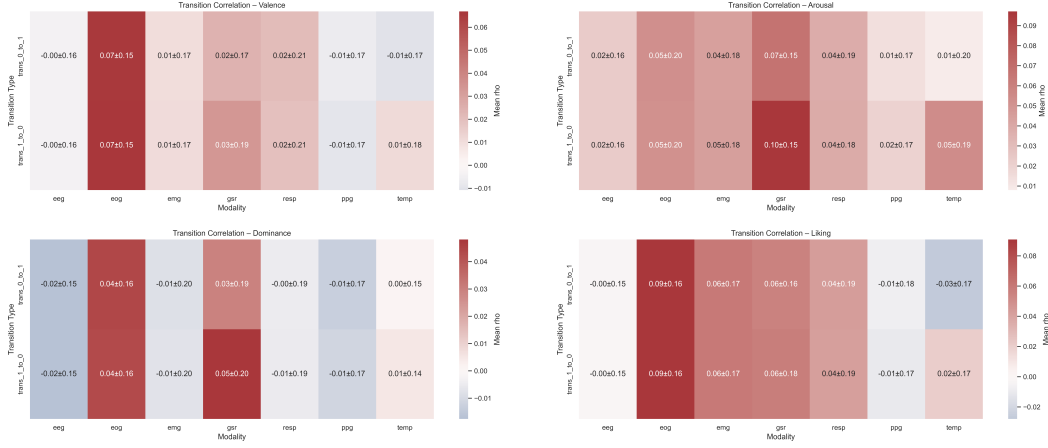 Transition Correlation – Valence
Transition Type
trans_0_to_1
-0.00±0.16 0.07±0.15 0.01±0.17 0.02±0.17 0.02±0.21 -0.01±0.17 -0.01±0.17
trans_1_to_0
-0.00±0.16 0.07±0.15 0.01±0.17 0.03±0.19 0.02±0.21 -0.01±0.17 0.01±0.18
eeg eog emg gsr resp ppg temp
Modality
0.06
0.05
0.04
0.03
0.02
0.01
0.00
−0.01
Mean rho
Transition Correlation – Arousal
Transition Type
trans_0_to_1
0.02±0.16 0.05±0.20 0.04±0.18 0.07±0.15 0.04±0.19 0.01±0.17 0.01±0.20
trans_1_to_0
0.02±0.16 0.05±0.20 0.05±0.18 0.10±0.15 0.04±0.18 0.02±0.17 0.05±0.19
eeg eog emg gsr resp ppg temp
Modality
0.09
0.08
0.07
0.06
0.05
0.04
0.03
0.02
0.01
Mean rho
Transition Correlation – Dominance
Transition Type
trans_0_to_1
-0.02±0.15 0.04±0.16 -0.01±0.20 0.03±0.19 -0.00±0.19 -0.01±0.17 0.00±0.15
trans_1_to_0
-0.02±0.15 0.04±0.16 -0.01±0.20 0.05±0.20 -0.01±0.19 -0.01±0.17 0.01±0.14
eeg eog emg gsr resp ppg temp
Modality
0.04
0.03
0.02
0.01
0.00
−0.01
Mean rho
Transition Correlation – Liking
Transition Type
trans_0_to_1
-0.00±0.15 0.09±0.16 0.06±0.17 0.06±0.16 0.04±0.19 -0.01±0.18 -0.03±0.17
trans_1_to_0
-0.00±0.15 0.09±0.16 0.06±0.17 0.06±0.18 0.04±0.19 -0.01±0.17 0.02±0.17
eeg eog emg gsr resp ppg temp
Modality
0.08
0.06
0.04
0.02
0.00
−0.02
Mean rho